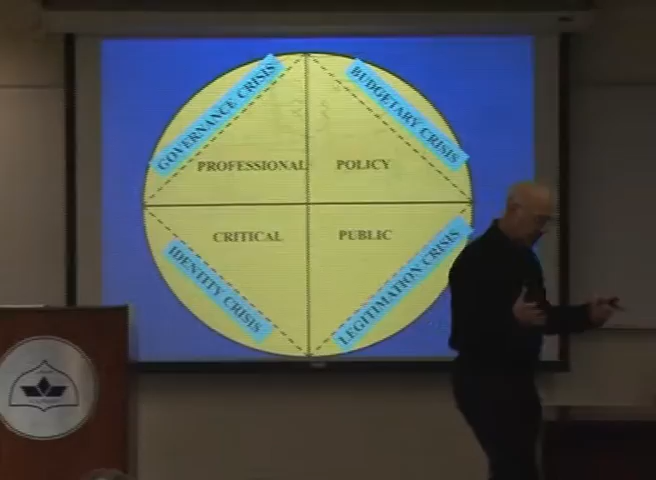 GOVERNANCE CRISIS
BUDGETARY CRISIS
PROFESSIONAL
POLICY
CRITICAL
PUBLIC
IDENTITY CRISIS
LEGITIMATION CRISIS